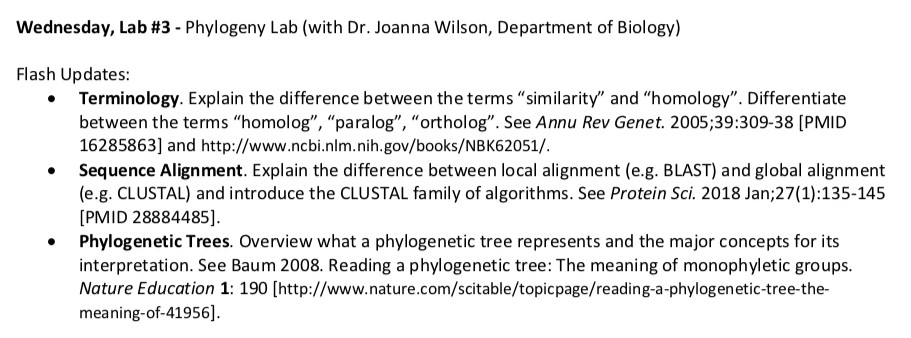 Wednesday, Lab #3 - Phylogeny Lab (with Dr. Joanna Wilson, Department of Biology)
Flash Updates:
• Terminology. Explain the difference between the terms “similarity” and “homology”. Differentiate
between the terms “homolog”, “paralog”, “ortholog”. See Annu Rev Genet. 2005;39:309-38 [PMID
16285863] and http://www.ncbi.nlm.nih.gov/books/NBK62051/.
• Sequence Alignment. Explain the difference between local alignment (e.g. BLAST) and global alignment
(e.g. CLUSTAL) and introduce the CLUSTAL family of algorithms. See Protein Sci. 2018 Jan;27(1):135-145
[PMID 28884485].
• Phylogenetic Trees. Overview what a phylogenetic tree represents and the major concepts for its
interpretation. See Baum 2008. Reading a phylogenetic tree: The meaning of monophyletic groups.
Nature Education 1: 190 [http://www.nature.com/scitable/topicpage/reading-a-phylogenetic-tree-the-
meaning-of-41956].